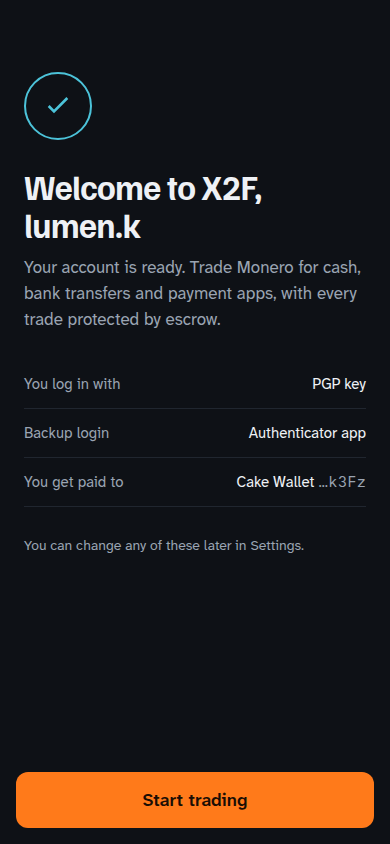 Welcome to X2F,
lumen.k
Your account is ready. Trade Monero for cash,
bank transfers and payment apps, with every
trade protected by escrow.
You log in with PGP key
Backup login Authenticator app
You get paid to Cake Wallet …k3Fz
You can change any of these later in Settings.
Start trading